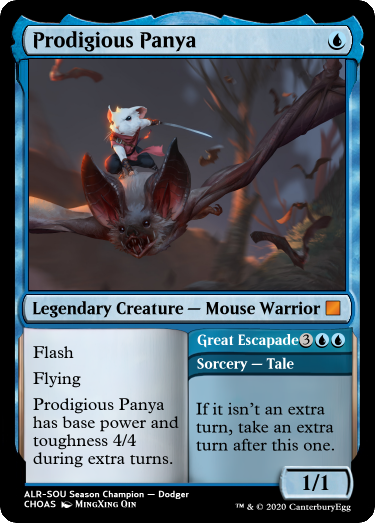 Prodigious Panya
Legendary Creature — Mouse Warrior
Flash
Flying
Prodigious Panya
has base power and
toughness 4/4
during extra turns.
Great Escapade 3
Sorcery — Tale
If it isn't an extra
turn, take an extra
turn after this one.
1/1
ALR-SOU Season Champion — Dodger
CHOAS MingXing Qin
™ & © 2020 CanterburyEgg